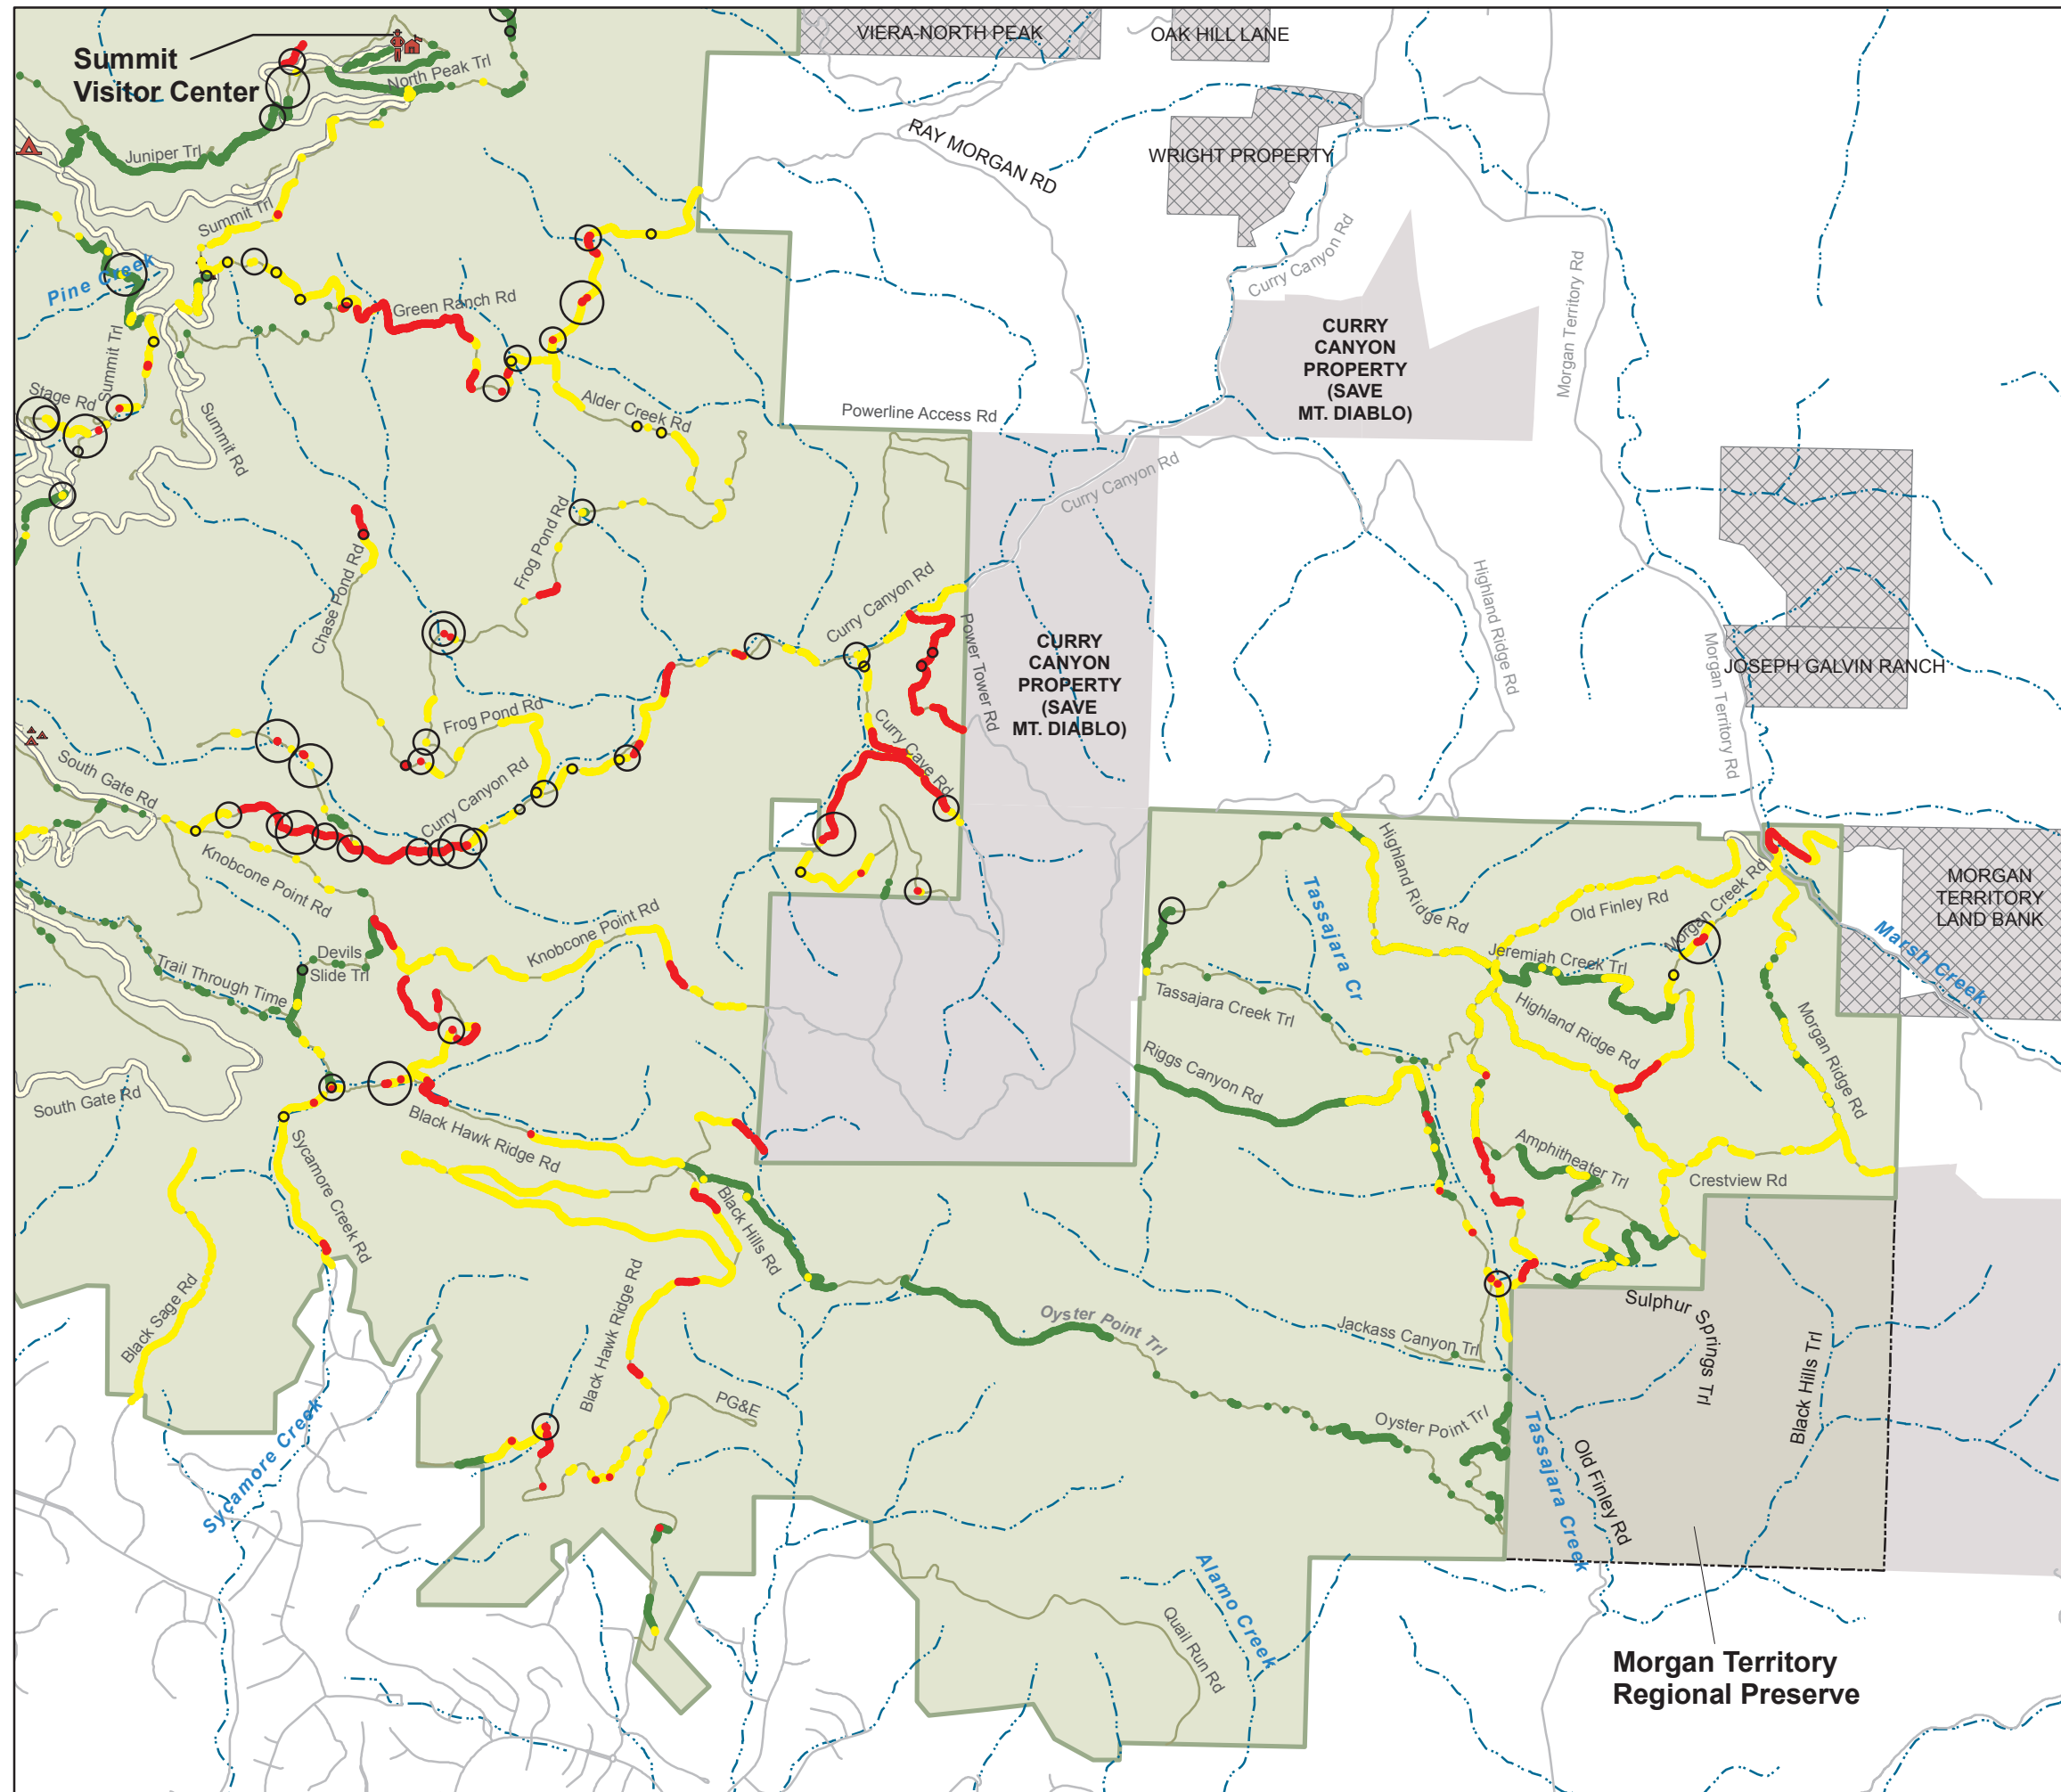 Summit
Visitor Center
North Peak Trl
Juniper Trl
Summit Trl
Pine Creek
Green Ranch Rd
Summit Trl
Stage Rd
Summit Rd
Alder Creek Rd
Frog Pond Rd
Chase Pond Rd
Frog Pond Rd
Curry Canyon Rd
South Gate Rd
Knobcone Point Rd
Curry Canyon Rd
Power Tower Rd
Curry Cave Rd
Knobcone Point Rd
Devils
Slide Trl
Trail Through Time
South Gate Rd
Black Hawk Ridge Rd
Sycamore Creek Rd
Black Sage Rd
Black Hills Rd
Black Hawk Ridge Rd
PG&E
Sycamore Creek
VIERA-NORTH PEAK
OAK HILL LANE
RAY MORGAN RD
WRIGHT PROPERTY
Curry Canyon Rd
Morgan Territory Rd
CURRY
CANYON
PROPERTY
(SAVE
MT. DIABLO)
Powerline Access Rd
Curry Canyon Rd
Highland Ridge Rd
CURRY
CANYON
PROPERTY
(SAVE
MT. DIABLO)
Morgan Territory Rd
JOSEPH GALVIN RANCH
MORGAN
TERRITORY
LAND BANK
Marsh Creek
Highland Ridge Rd
Tassajara Cr
Old Finley Rd
Morgan Creek Rd
Jeremiah Creek Trl
Tassajara Creek Trl
Highland Ridge Rd
Morgan Ridge Rd
Riggs Canyon Rd
Amphitheater Trl
Crestview Rd
Oyster Point Trl
Jackass Canyon Trl
Oyster Point Trl
Sulphur Springs Trl
Black Hills Trl
Tassajara Creek
Old Finley Rd
Alamo Creek
Quail Run Rd
Morgan Territory
Regional Preserve